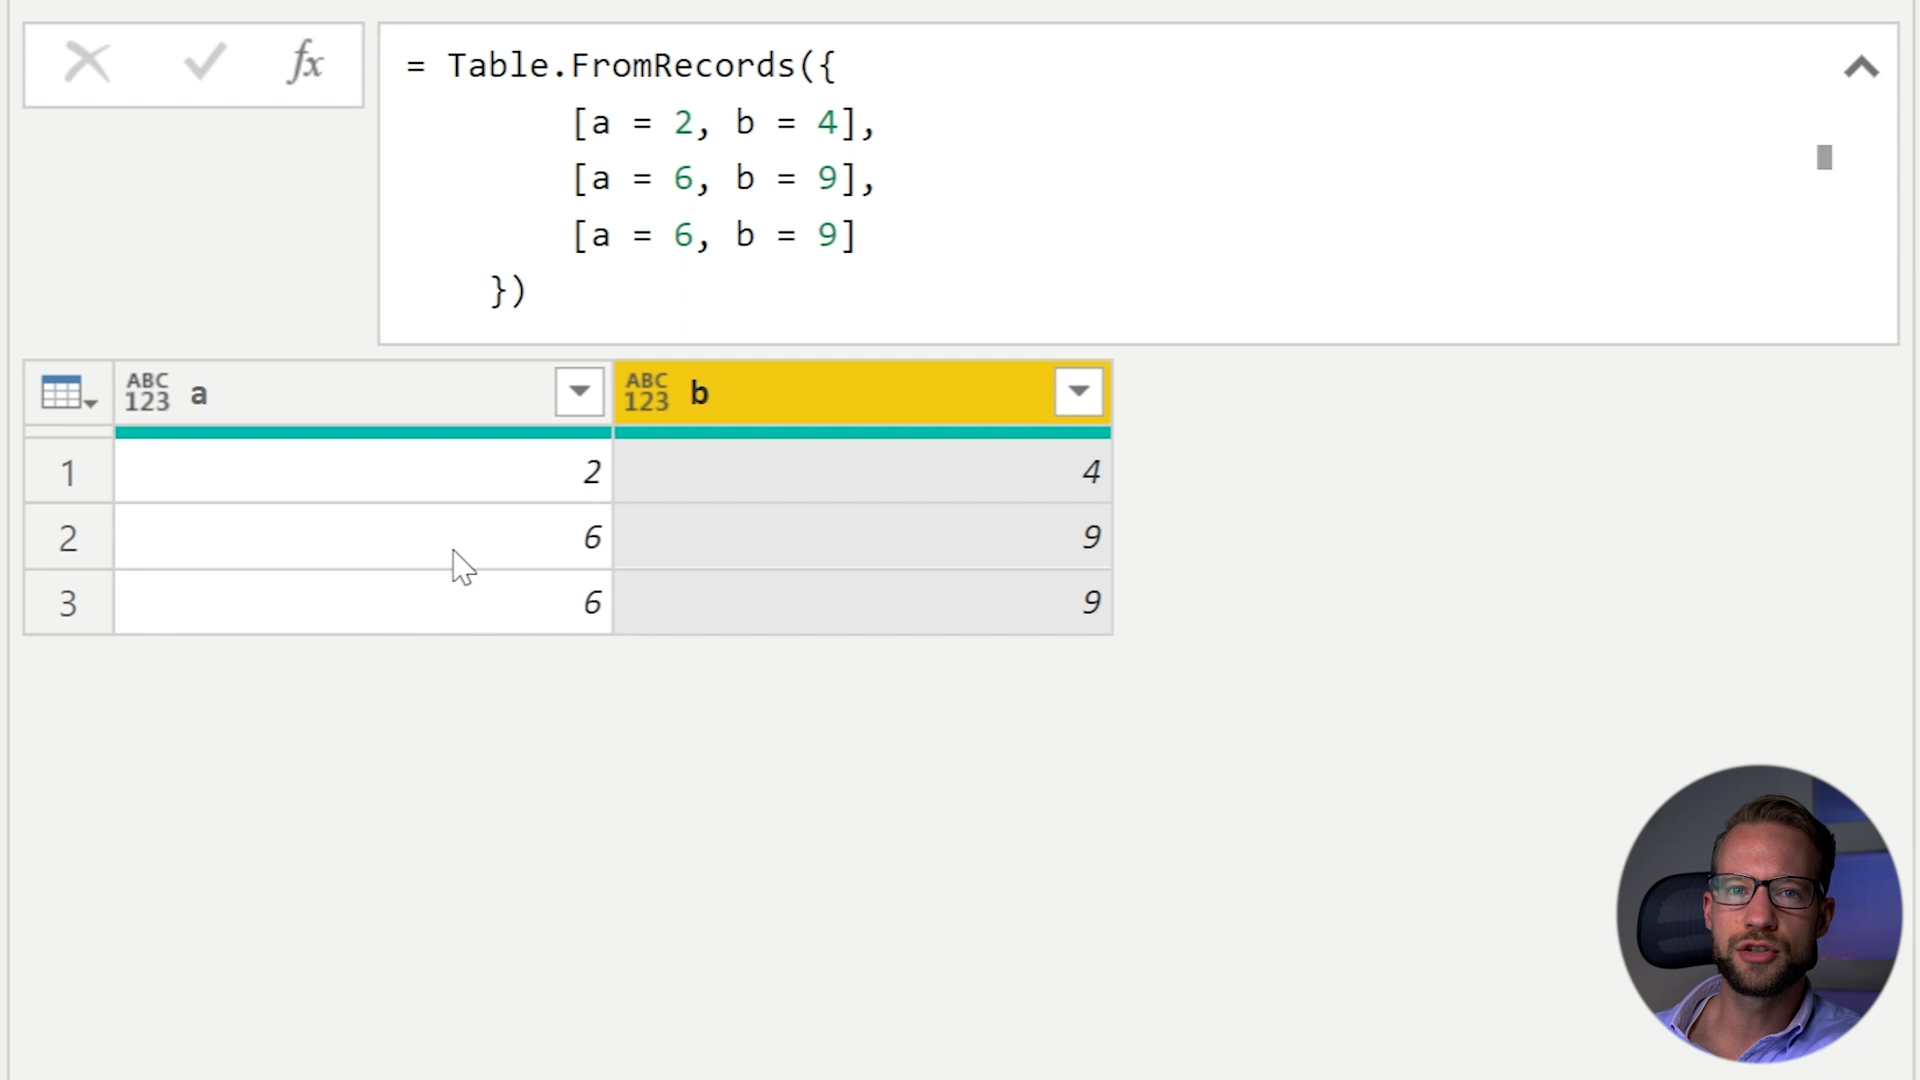 fx
= Table.FromRecords({
[a = 2, b = 4],
[a = 6, b = 9],
[a = 6, b = 9]
})
ABC 123 a ABC 123 b
1 2 4
2 6 9
3 6 9